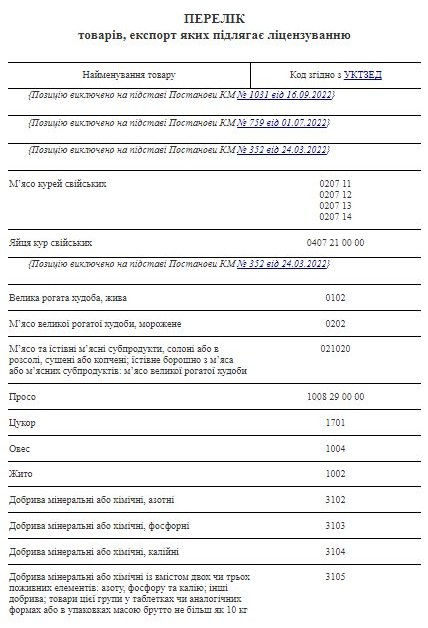 ПЕРЕЛІК
товарів, експорт яких підлягає ліцензуванню
Найменування товару
Код згідно з УКТЗЕД
{Позицію виключено на підставі Постанови КМ № 1031 від 16.09.2022}
{Позицію виключено на підставі Постанови КМ № 759 від 01.07.2022}
{Позицію виключено на підставі Постанови КМ № 352 від 24.03.2022}
М’ясо курей свійських
0207 11
0207 12
0207 13
0207 14
Яйця кур свійських
0407 21 00 00
{Позицію виключено на підставі Постанови КМ № 352 від 24.03.2022}
Велика рогата худоба, жива
0102
М’ясо великої рогатої худоби, морожене
0202
М’ясо та істівні м’ясні субпродукти, солоні або в
розсолі, сушені або копчені; істивне борошно з м’яса
або м’ясних субпродуктів: м’ясо великої рогатої худоби
021020
Просо
1008 29 00 00
Цукор
1701
Овес
1004
Жито
1002
Добрива мінеральні або хімічні, азотні
3102
Добрива мінеральні або хімічні, фосфорні
3103
Добрива мінеральні або хімічні, калійні
3104
Добрива мінеральні або хімічні із вмістом двох чи трьох
поживних елементів: азоту, фосфору та калію; інші
добрива; товари цієї групи у таблетках чи аналогічних
формах або в упаковках масою брутто не більш як 10 кг
3105